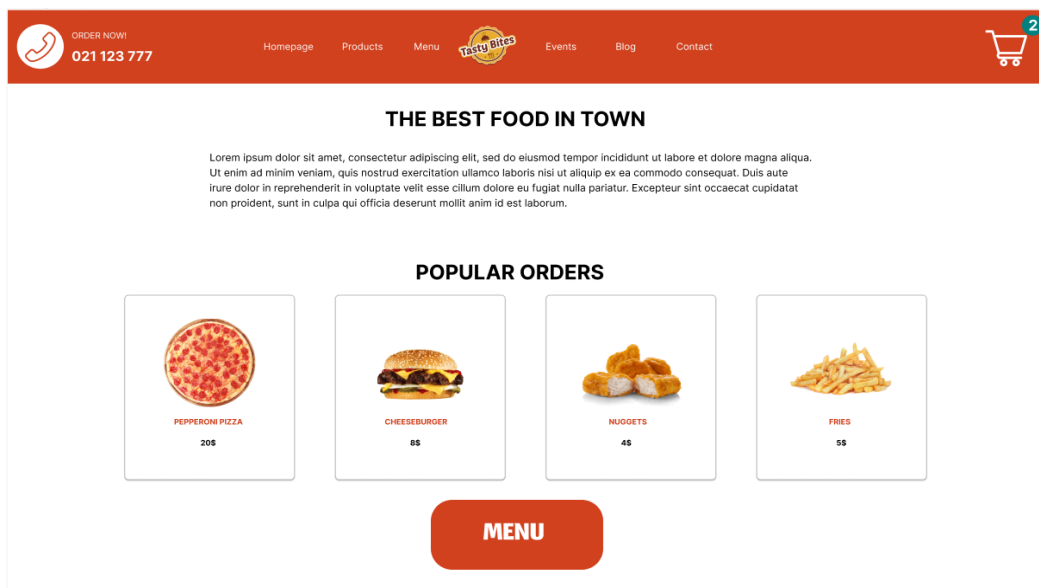 ORDER NOW!
021 123 777
Homepage
Products
Menu
Tasty Bites
Events
Blog
Contact
2
THE BEST FOOD IN TOWN
Lorem ipsum dolor sit amet, consectetur adipiscing elit, sed do eiusmod tempor incididunt ut labore et dolore magna aliqua.
Ut enim ad minim veniam, quis nostrud exercitation ullamco laboris nisi ut aliquip ex ea commodo consequat. Duis aute
irure dolor in reprehenderit in voluptate velit esse cillum dolore eu fugiat nulla pariatur. Excepteur sint occaecat cupidatat
non proident, sunt in culpa qui officia deserunt mollit anim id est laborum.
POPULAR ORDERS
PEPPERONI PIZZA
20$
CHEESEBURGER
8$
NUGGETS
4$
FRIES
5$
MENU